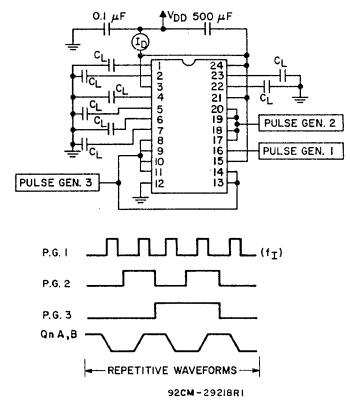 0.1 μF
VDD
500 μF
ID
CL
1
24
CL
2
23
CL
3
22
CL
CL
4
21
CL
5
20
CL
6
19
PULSE GEN. 2
CL
7
18
CL
8
17
9
16
PULSE GEN. 1
10
15
PULSE GEN. 3
11
14
12
13
P.G. 1
(fI)
P.G. 2
P.G. 3
Qn A,B
REPETITIVE WAVEFORMS
92CM-29218R1